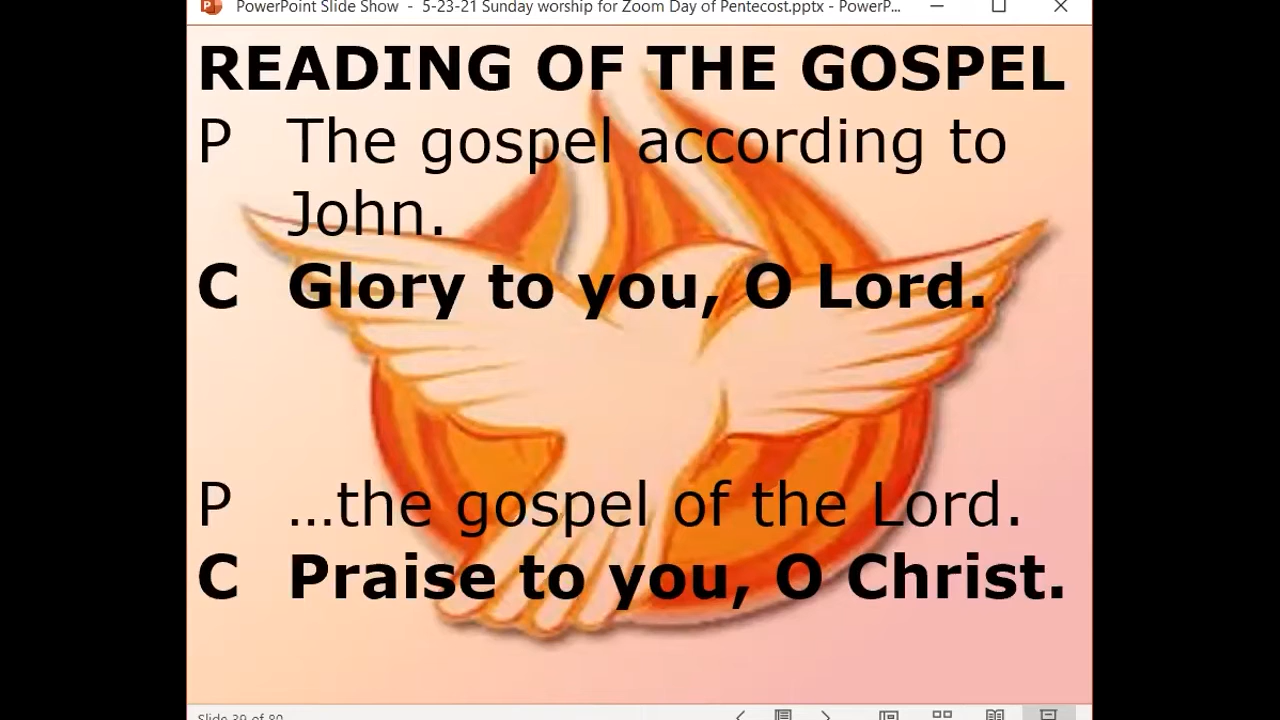 PowerPoint Slide Show - 5-23-21 Sunday worship for Zoom Day of Pentecost.pptx - PowerP...
READING OF THE GOSPEL
P The gospel according to
John.
C Glory to you, O Lord.
P …the gospel of the Lord.
C Praise to you, O Christ.
Slide 39 of 80